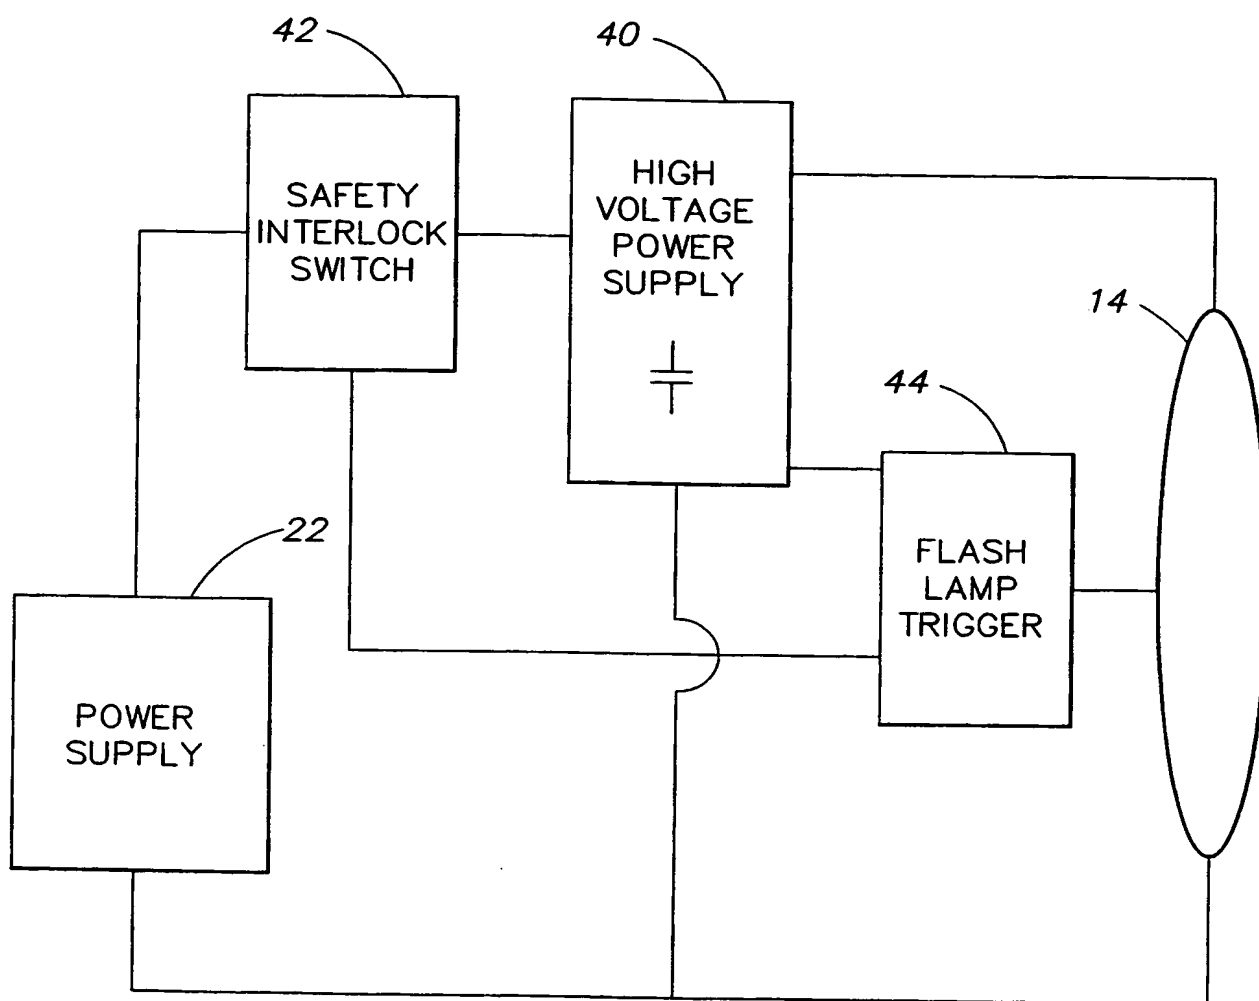 42
40
SAFETY
INTERLOCK
SWITCH
HIGH
VOLTAGE
POWER
SUPPLY
14
44
22
FLASH
LAMP
TRIGGER
POWER
SUPPLY